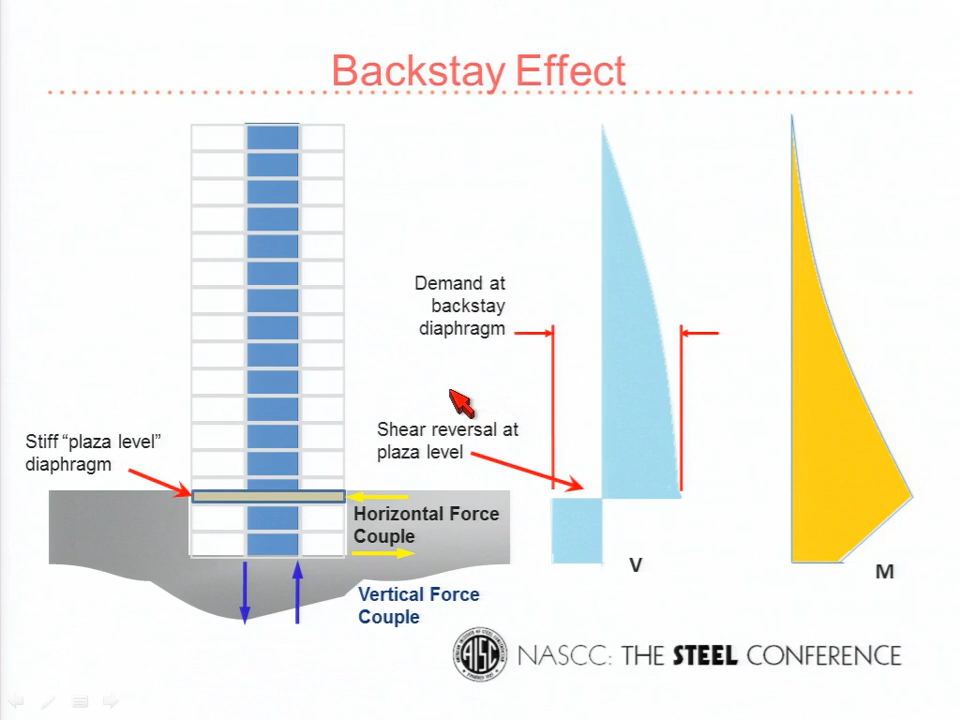 Backstay Effect
Demand at
backstay
diaphragm
Shear reversal at
plaza level
Stiff “plaza level”
diaphragm
Horizontal Force
Couple
Vertical Force
Couple
V
M
AISC
NASCC: THE STEEL CONFERENCE